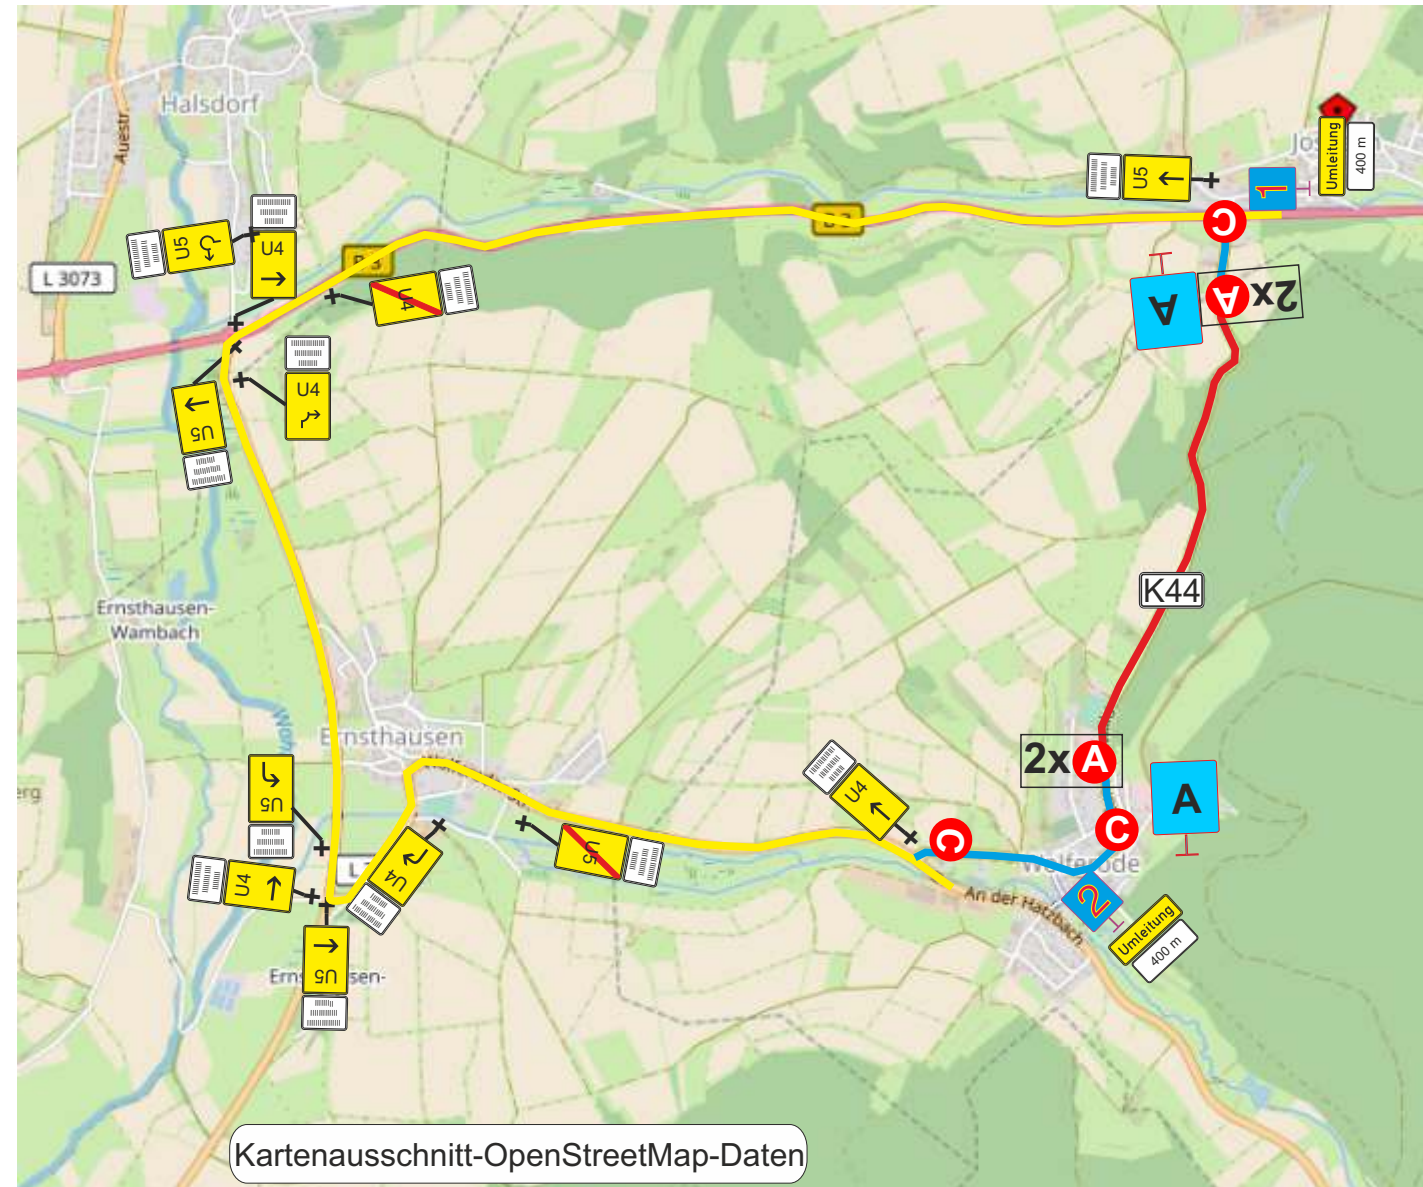 Halsdorf
Auestr.
L 3073
U5
U4
B 3
U4
U5
U4
U5
1
Umleitung
400 m
C
A
A
2x
K44
Ernsthausen-
Wambach
Ernsthausen
U5
U4
U5
U4
U5
U4
C
2x
A
C
A
2
Umleitung
400 m
An der Hatzbach
Kartenausschnitt-OpenStreetMap-Daten